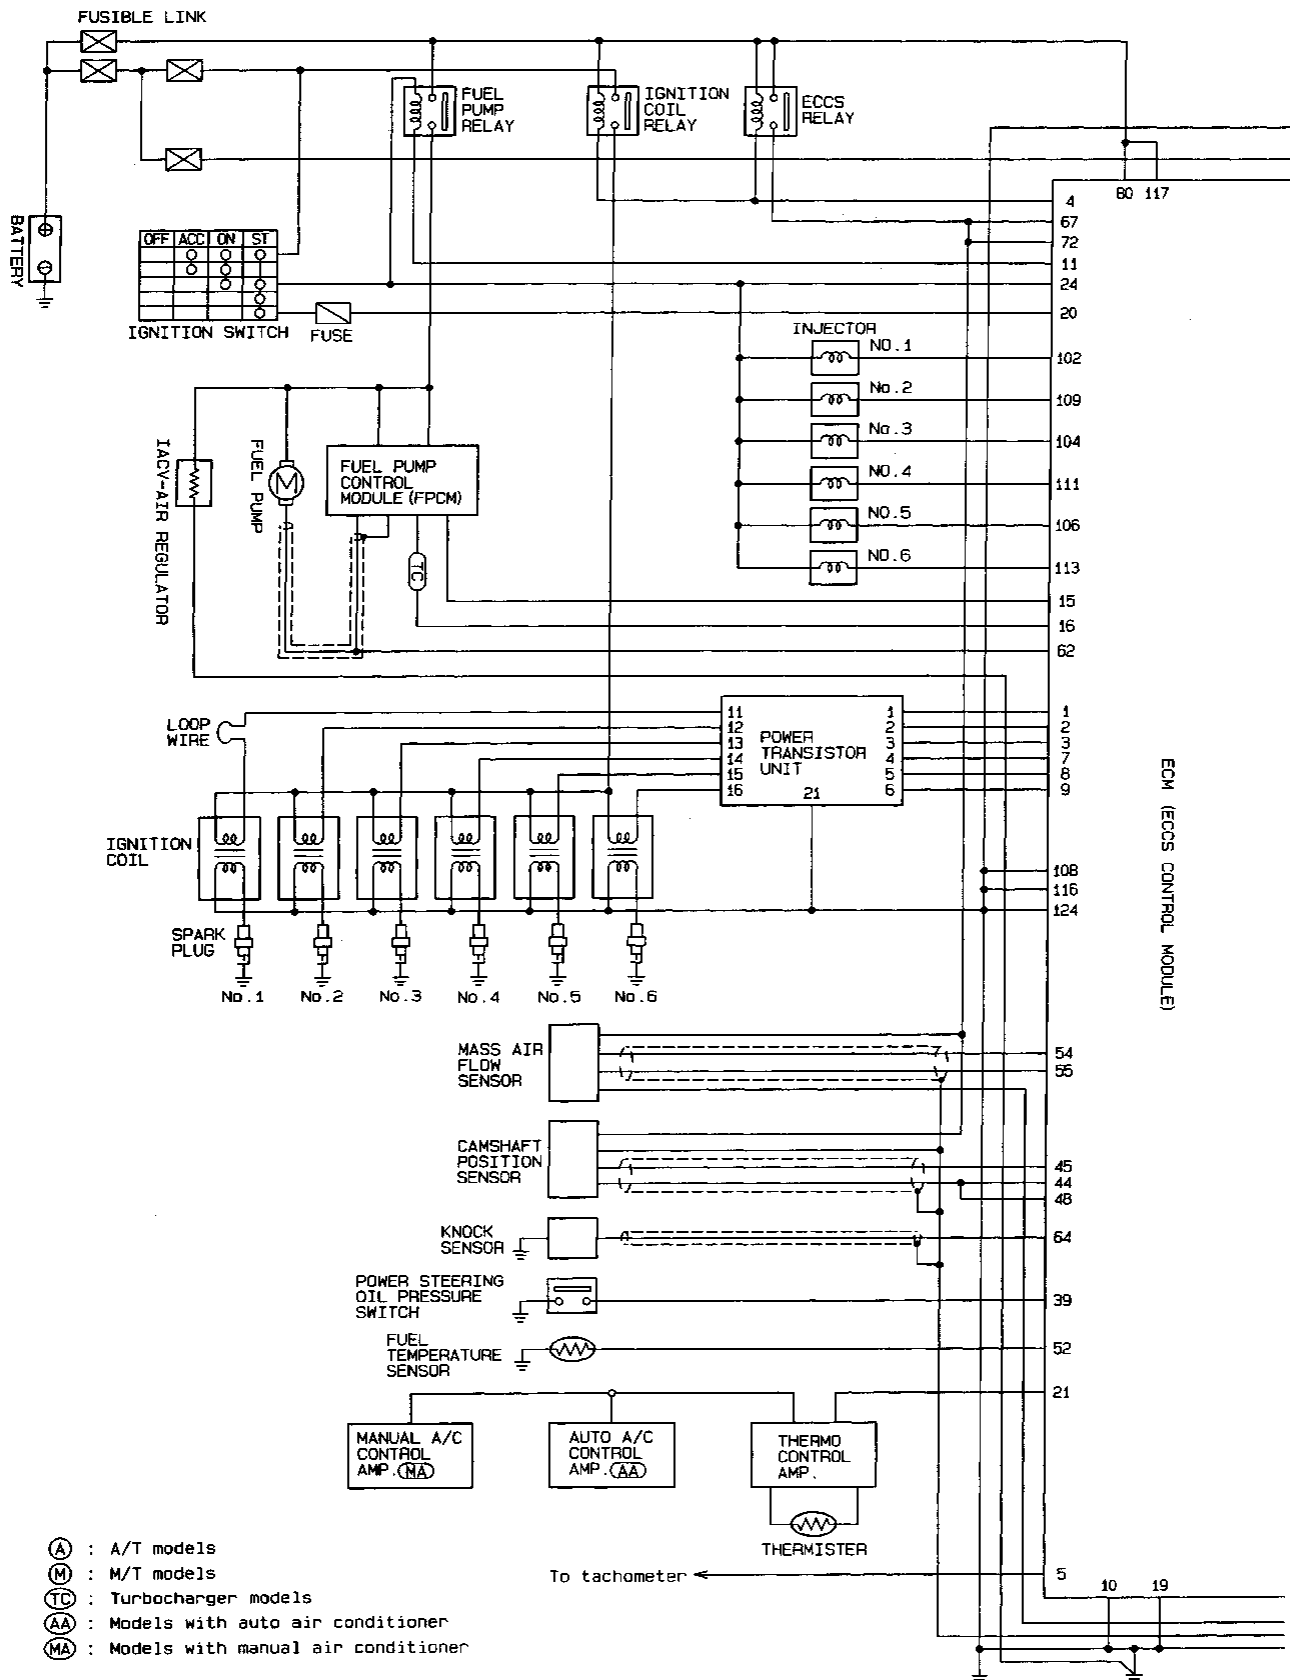 FUSIBLE LINK
FUEL
PUMP
RELAY
IGNITION
COIL
RELAY
ECCS
RELAY
80 117
BATTERY
OFF ACC ON ST
IGNITION SWITCH
FUSE
4
67
72
11
24
20
INJECTOR
NO.1
102
No.2
109
No.3
104
NO.4
111
NO.5
106
NO.6
113
IACV-AIR REGULATOR
FUEL PUMP
M
FUEL PUMP
CONTROL
MODULE (FPCM)
TC
15
16
62
LOOP
WIRE
11
12
13
14
15
16
POWER
TRANSISTOR
UNIT
21
1
2
3
4
5
6
1
2
3
7
8
9
IGNITION
COIL
108
116
124
ECM (ECCS CONTROL MODULE)
SPARK
PLUG
No.1 No.2 No.3 No.4 No.5 No.6
MASS AIR
FLOW
SENSOR
54
55
CAMSHAFT
POSITION
SENSOR
45
44
48
KNOCK
SENSOR
64
POWER STEERING
OIL PRESSURE
SWITCH
39
FUEL
TEMPERATURE
SENSOR
52
21
MANUAL A/C
CONTROL
AMP. MA
AUTO A/C
CONTROL
AMP. AA
THERMO
CONTROL
AMP.
THERMISTER
To tachometer
5
10 19
A : A/T models
M : M/T models
TC : Turbocharger models
AA : Models with auto air conditioner
MA : Models with manual air conditioner